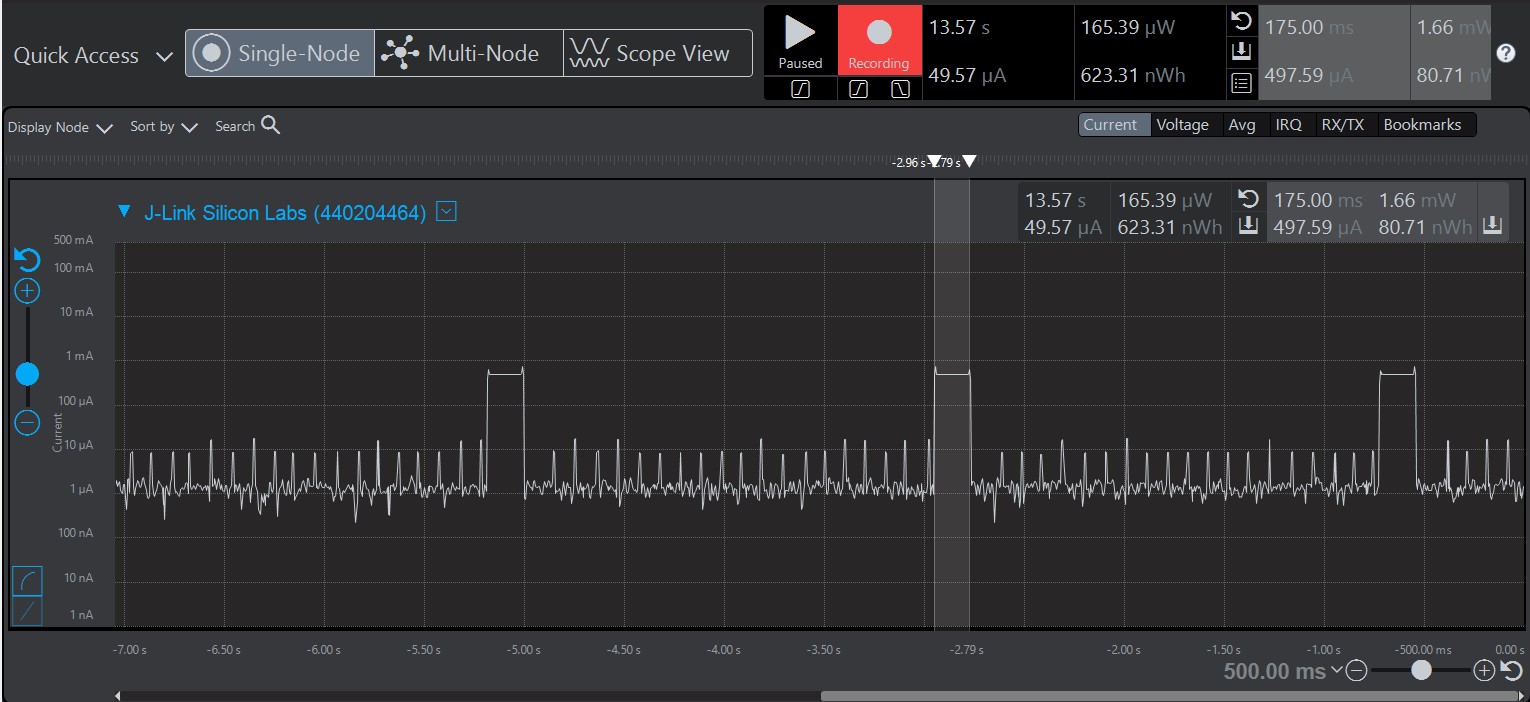 Quick Access
Single-Node
Multi-Node
Scope View
Paused
Recording
13.57 s
165.39 µW
49.57 µA
623.31 nWh
175.00 ms
1.66 mW
497.59 µA
80.71 nW
?
Display Node
Sort by
Search
Current Voltage Avg IRQ RX/TX Bookmarks
-2.96 s -2.79 s
J-Link Silicon Labs (440204464)
13.57 s 165.39 µW
49.57 µA 623.31 nWh
175.00 ms 1.66 mW
497.59 µA 80.71 nWh
500 mA
100 mA
10 mA
1 mA
100 µA
10 µA
1 µA
100 nA
10 nA
1 nA
Current
-7.00 s -6.50 s -6.00 s -5.50 s -5.00 s -4.50 s -4.00 s -3.50 s -2.79 s -2.00 s -1.50 s -1.00 s -500.00 ms 0.00 s
500.00 ms